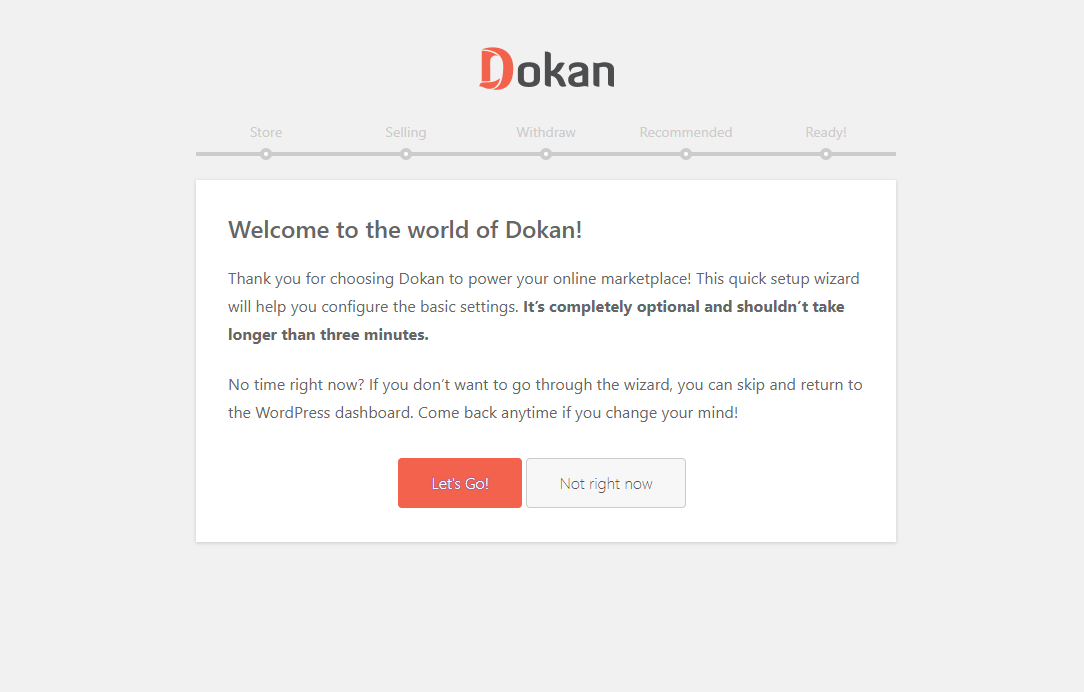 Dokan
Store Selling Withdraw Recommended Ready!
Welcome to the world of Dokan!
Thank you for choosing Dokan to power your online marketplace! This quick setup wizard
will help you configure the basic settings. It’s completely optional and shouldn’t take
longer than three minutes.
No time right now? If you don’t want to go through the wizard, you can skip and return to
the WordPress dashboard. Come back anytime if you change your mind!
Let's Go! Not right now